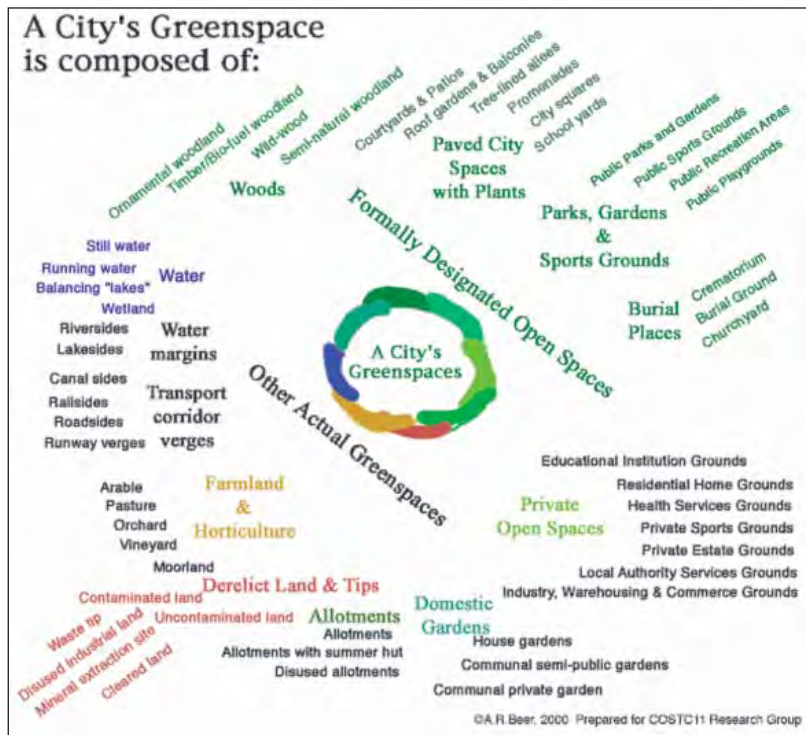 A City's Greenspace
is composed of:
Ornamental woodland
Timber/Bio-fuel woodland
Wild-wood
Semi-natural woodland
Woods
Courtyards & Patios
Roof gardens & Balconies
Tree-lined allees
Promenades
City squares
School yards
Paved City
Spaces
with Plants
Public Parks and Gardens
Public Sports Grounds
Public Recreation Areas
Public Playgrounds
Parks, Gardens
&
Sports Grounds
Crematorium
Burial Ground
Churchyard
Burial
Places
Formally Designated Open Spaces
A City's
Greenspaces
Other Actual Greenspaces
Still water
Running water
Balancing "lakes"
Wetland
Water
Riversides
Lakesides
Water
margins
Canal sides
Railsides
Roadsides
Runway verges
Transport
corridor
verges
Arable
Pasture
Orchard
Vineyard
Moorland
Farmland
&
Horticulture
Derelict Land & Tips
Contaminated land
Uncontaminated land
Waste tip
Disused industrial land
Mineral extraction site
Cleared land
Allotments
Allotments
Allotments with summer hut
Disused allotments
Domestic
Gardens
House gardens
Communal semi-public gardens
Communal private garden
Private
Open Spaces
Educational Institution Grounds
Residential Home Grounds
Health Services Grounds
Private Sports Grounds
Private Estate Grounds
Local Authority Services Grounds
Industry, Warehousing & Commerce Grounds
©A.R.Beer, 2000 Prepared for COSTC11 Research Group